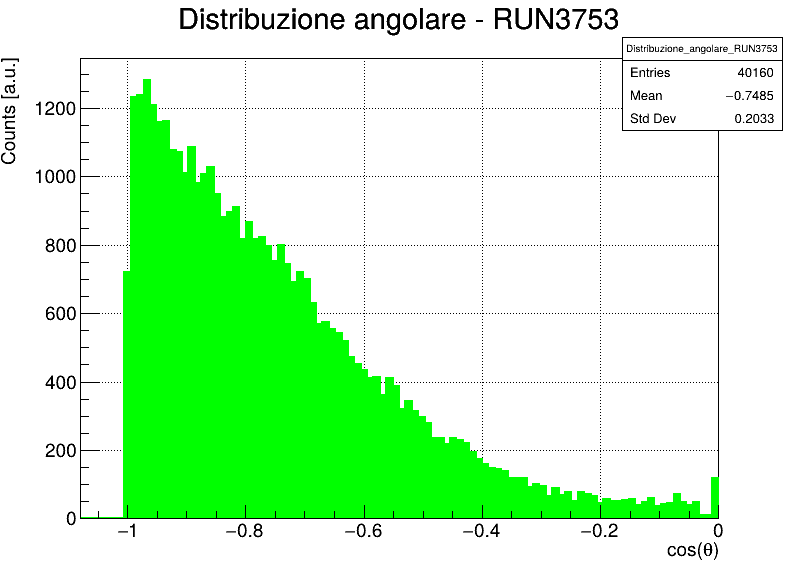 Distribuzione angolare - RUN3753
Distribuzione_angolare_RUN3753
Entries 40160
Mean −0.7485
Std Dev 0.2033
Counts [a.u.]
1200
1000
800
600
400
200
0
−1 −0.8 −0.6 −0.4 −0.2 0
cos(θ)